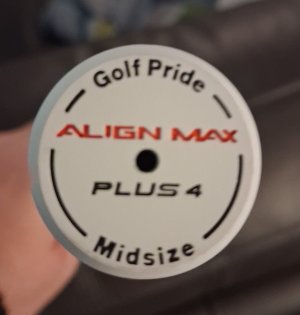 Golf Pride
ALIGN MAX
PLUS 4
Midsize